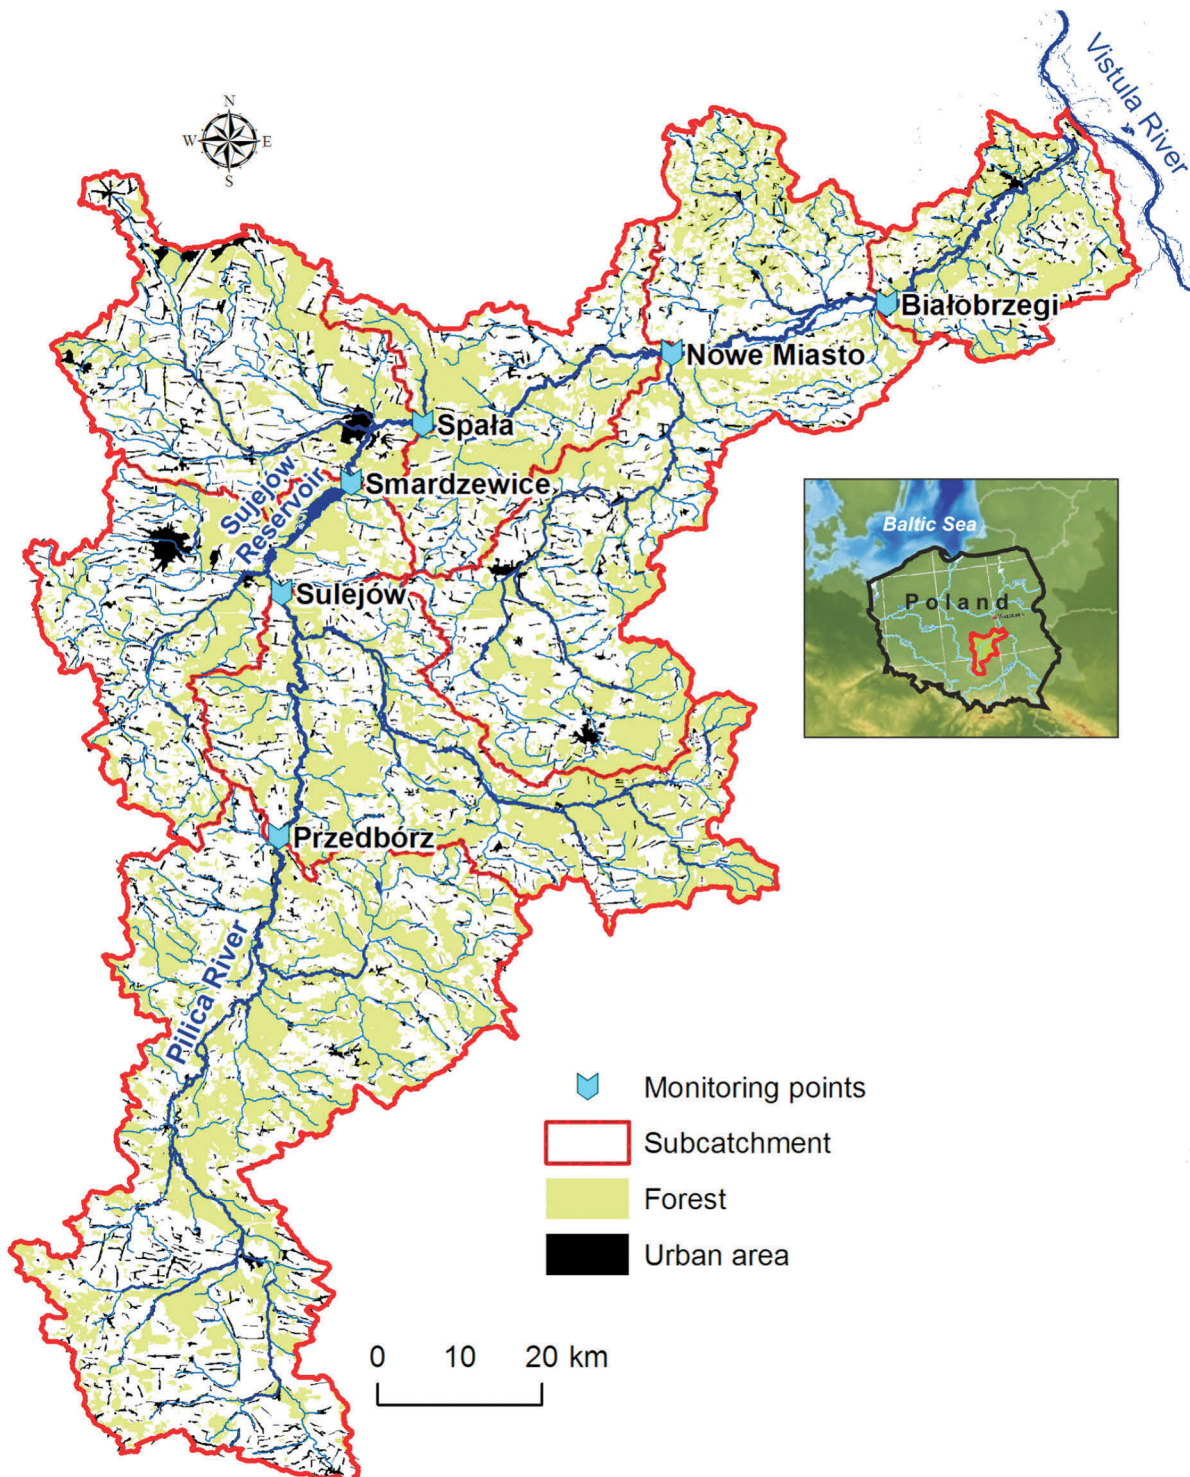 N
W E
S
Vistula River
Białobrzegi
Nowe Miasto
Spała
Smardzewice
Sulejów
Reservoir
Sulejów
Baltic Sea
Poland
Przedbórz
Pilica River
Monitoring points
Subcatchment
Forest
Urban area
0 10 20 km